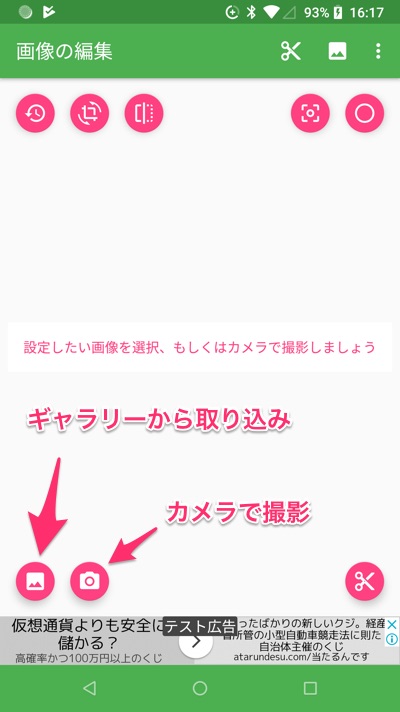 93% 16:17
画像の編集
設定したい画像を選択、もしくはカメラで撮影しましょう
ギャラリーから取り込み
カメラで撮影
仮想通貨よりも安全に
儲かる？
高確率かつ100万円以上のくじ
テスト広告
ったばかりの新しいクジ。経産
省所管の小型自動車競走法に則た
自治体主催のくじ
atarundesu.com/当たるんです